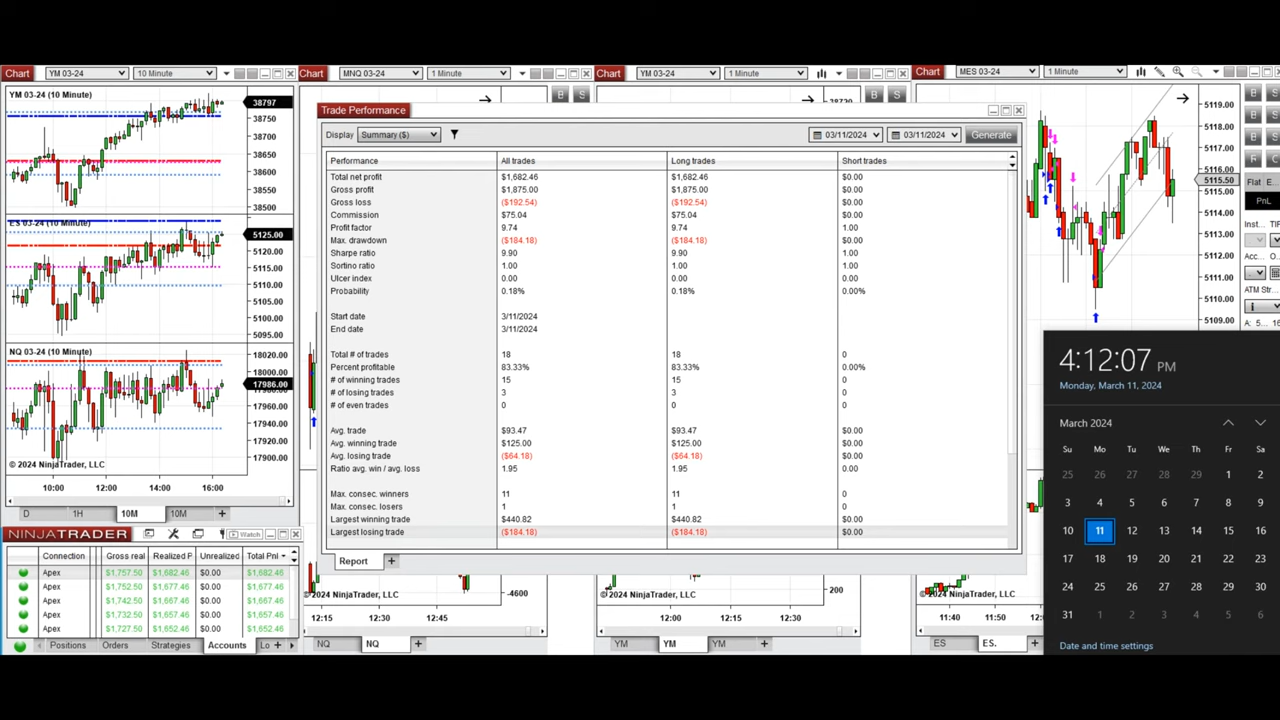 Chart YM 03-24 10 Minute
YM 03-24 (10 Minute)
38797
38750
38650
38500
ES 03-24 (10 Minute)
5125.00
5120.00
5115.00
5105.00
5100.00
5095.00
NQ 03-24 (10 Minute)
18020.00
18000.00
17986.00
17960.00
17940.00
17920.00
17900.00
© 2024 NinjaTrader, LLC
10:00 12:00 14:00 16:00
D 1H 10M 10M +
NINJATRADER Watch
Connection Gross real Realized P Unrealized Total PnL
Apex $1,757.50 $1,682.46 $0.00 $1,682.46
Apex $1,752.50 $1,677.46 $0.00 $1,677.46
Apex $1,742.50 $1,667.46 $0.00 $1,667.46
Apex $1,732.50 $1,657.46 $0.00 $1,657.46
Apex $1,727.50 $1,652.46 $0.00 $1,652.46
Positions Orders Strategies Accounts Lo +
Chart MNQ 03-24 1 Minute
B S
Chart YM 03-24 1 Minute
B S
38730
Trade Performance
Display Summary ($) 03/11/2024 03/11/2024 Generate
Performance All trades Long trades Short trades
Total net profit $1,682.46 $1,682.46 $0.00
Gross profit $1,875.00 $1,875.00 $0.00
Gross loss ($192.54) ($192.54) $0.00
Commission $75.04 $75.04 $0.00
Profit factor 9.74 9.74 1.00
Max. drawdown ($184.18) ($184.18) $0.00
Sharpe ratio 9.90 9.90 1.00
Sortino ratio 1.00 1.00 1.00
Ulcer index 0.00 0.00 0.00
Probability 0.18% 0.18% 0.00%
Start date 3/11/2024
End date 3/11/2024
Total # of trades 18 18 0
Percent profitable 83.33% 83.33% 0.00%
# of winning trades 15 15 0
# of losing trades 3 3 0
# of even trades 0 0 0
Avg. trade $93.47 $93.47 $0.00
Avg. winning trade $125.00 $125.00 $0.00
Avg. losing trade ($64.18) ($64.18) $0.00
Ratio avg. win / avg. loss 1.95 1.95 0.00
Max. consec. winners 11 11 0
Max. consec. losers 1 1 0
Largest winning trade $440.82 $440.82 $0.00
Largest losing trade ($184.18) ($184.18) $0.00
Report +
© 2024 NinjaTrader, LLC
-4600
12:15 12:30 12:45
NQ NQ +
© 2024 NinjaTrader, LLC
200
12:00 12:15 12:30
YM YM YM +
Chart MES 03-24 1 Minute
5119.00
5118.00
5116.00
5115.50
5115.00
5114.00
5112.00
5111.00
5110.00
5109.00
B S
B
B
R C
Flat E...
PnL
Inst...
TIF
Acc... O..
ATM Str...
A: 5...
© 2024 NinjaTrader, LLC
11:40 11:50
ES ES. +
4:12:07 PM
Monday, March 11, 2024
March 2024
Su Mo Tu We Th Fr Sa
25 26 27 28 29 1 2
3 4 5 6 7 8 9
10 11 12 13 14 15 16
17 18 19 20 21 22 23
24 25 26 27 28 29 30
31 1 2 3 4 5 6
Date and time settings